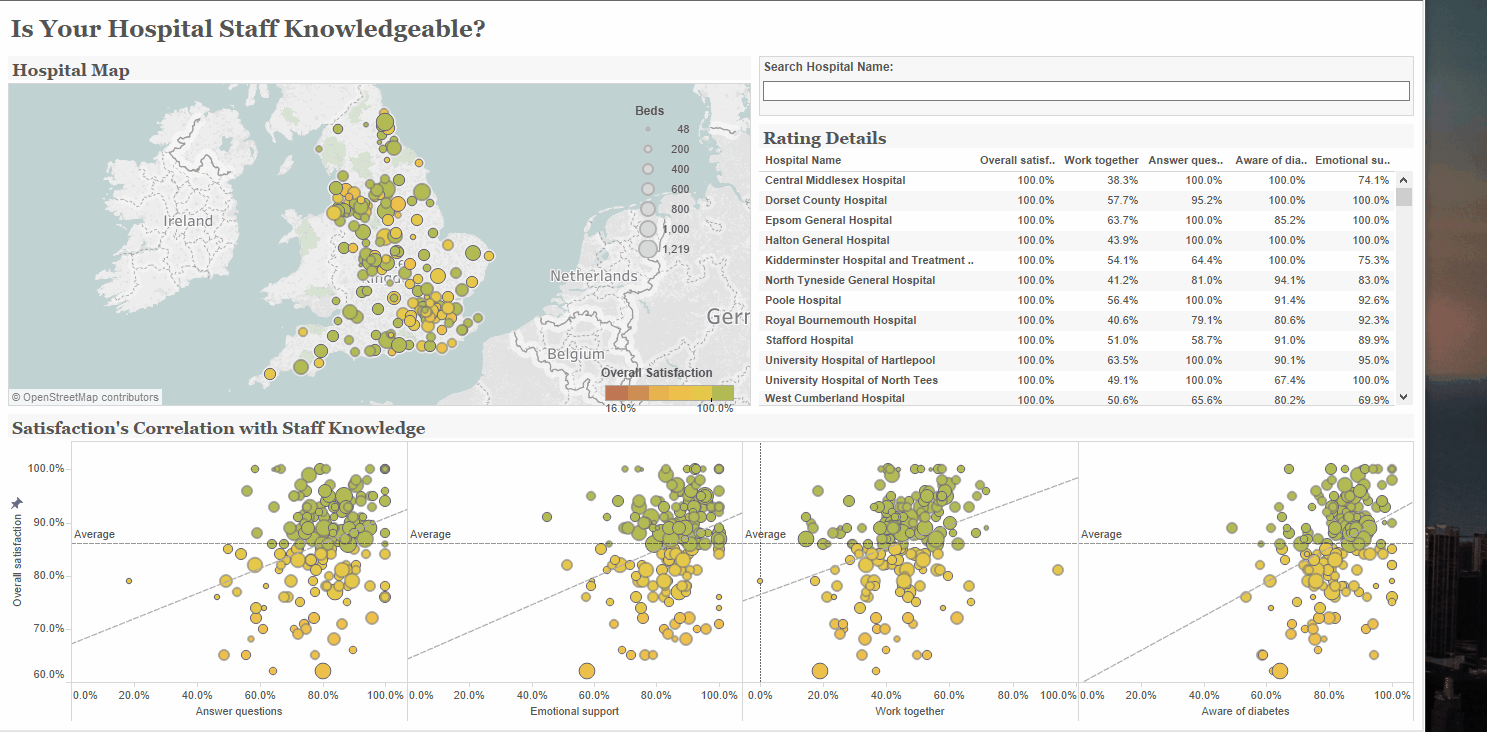 Is Your Hospital Staff Knowledgeable?
Hospital Map
Ireland
Netherlands
Belgium
Gerr
Beds
48
200
400
600
800
1,000
1,219
Overall Satisfaction
16.0% 100.0%
© OpenStreetMap contributors
Search Hospital Name:
Rating Details
Hospital Name Overall satisf.. Work together Answer ques.. Aware of dia.. Emotional su..
Central Middlesex Hospital 100.0% 38.3% 100.0% 100.0% 74.1%
Dorset County Hospital 100.0% 57.7% 95.2% 100.0% 100.0%
Epsom General Hospital 100.0% 63.7% 100.0% 85.2% 100.0%
Halton General Hospital 100.0% 43.9% 100.0% 100.0% 100.0%
Kidderminster Hospital and Treatment .. 100.0% 54.1% 64.4% 100.0% 75.3%
North Tyneside General Hospital 100.0% 41.2% 81.0% 94.1% 83.0%
Poole Hospital 100.0% 56.4% 100.0% 91.4% 92.6%
Royal Bournemouth Hospital 100.0% 40.6% 79.1% 80.6% 92.3%
Stafford Hospital 100.0% 51.0% 58.7% 91.0% 89.9%
University Hospital of Hartlepool 100.0% 63.5% 100.0% 90.1% 95.0%
University Hospital of North Tees 100.0% 49.1% 100.0% 67.4% 100.0%
West Cumberland Hospital 100.0% 50.6% 65.6% 80.2% 69.9%
Satisfaction's Correlation with Staff Knowledge
Overall satisfaction
100.0%
90.0%
80.0%
70.0%
60.0%
Average Average Average Average
0.0% 20.0% 40.0% 60.0% 80.0% 100.0% 0.0% 20.0% 40.0% 60.0% 80.0% 100.0% 0.0% 20.0% 40.0% 60.0% 80.0% 100.0% 0.0% 20.0% 40.0% 60.0% 80.0% 100.0%
Answer questions Emotional support Work together Aware of diabetes